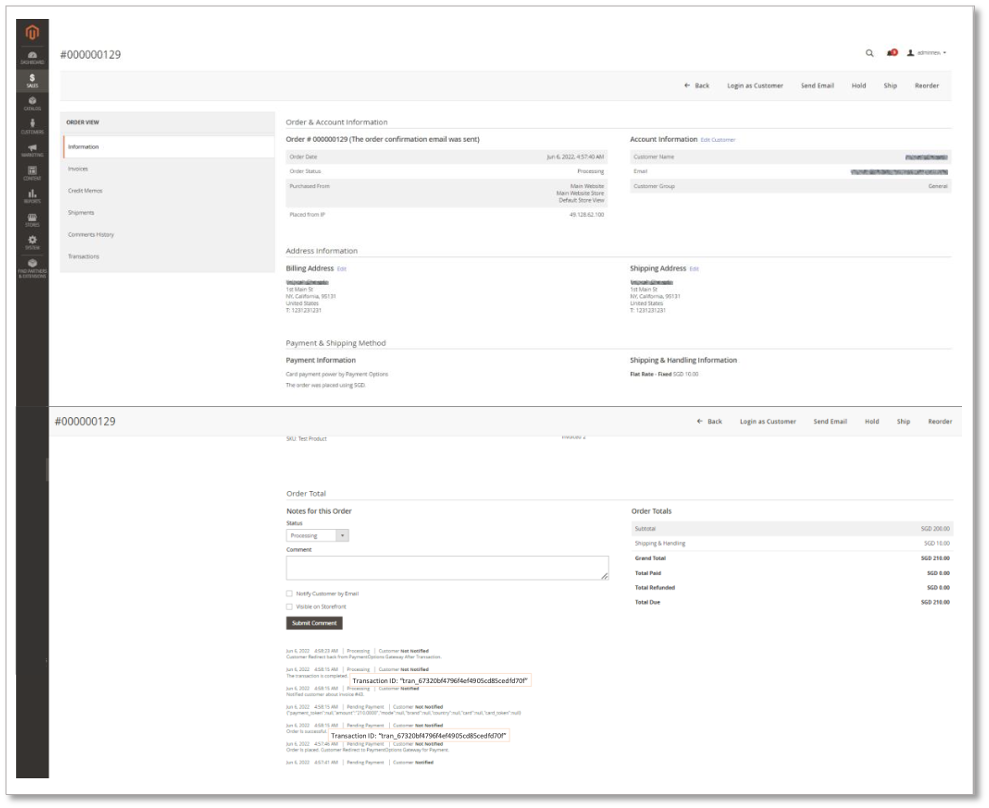 #000000129
adminrev
← Back Login as Customer Send Email Hold Ship Reorder
DASHBOARD
$
SALES
CATALOG
CUSTOMERS
MARKETING
CONTENT
REPORTS
STORES
SYSTEM
FIND PARTNERS
& EXTENSIONS
ORDER VIEW
Information
Invoices
Credit Memos
Shipments
Comments History
Transactions
Order & Account Information
Order # 000000129 (The order confirmation email was sent)
Order Date Jun 6, 2022, 4:57:40 AM
Order Status Processing
Purchased From Main Website
Main Website Store
Default Store View
Placed from IP 49.128.62.100
Account Information Edit Customer
Customer Name
Email
Customer Group General
Address Information
Billing Address Edit
1st Main St
NY, California, 95131
United States
T: 1231231231
Shipping Address Edit
1st Main St
NY, California, 95131
United States
T: 1231231231
Payment & Shipping Method
Payment Information
Card payment power by Payment Options
The order was placed using SGD.
Shipping & Handling Information
Flat Rate - Fixed SGD 10.00
#000000129
← Back Login as Customer Send Email Hold Ship Reorder
SKU: Test Product
Invoiced 2
Order Total
Notes for this Order
Status
Processing
Comment
Notify Customer by Email
Visible on Storefront
Submit Comment
Order Totals
Subtotal SGD 200.00
Shipping & Handling SGD 10.00
Grand Total SGD 210.00
Total Paid SGD 0.00
Total Refunded SGD 0.00
Total Due SGD 210.00
Jun 6, 2022 4:58:23 AM | Processing | Customer Not Notified
Customer Redirect back from PaymentOptions Gateway After Transaction.
Jun 6, 2022 4:58:15 AM | Processing | Customer Not Notified
The transaction is completed. Transaction ID: "tran_67320bf4796f4ef4905cd85cedfd70f"
Jun 6, 2022 4:58:15 AM | Processing | Customer Notified
Notified customer about invoice #43.
Jun 6, 2022 4:58:15 AM | Pending Payment | Customer Not Notified
{"payment_token":null,"amount":"210.0000","mode":null,"brand":null,"country":null,"card":null,"card_token":null}
Jun 6, 2022 4:58:15 AM | Pending Payment | Customer Not Notified
Order is successful. Transaction ID: "tran_67320bf4796f4ef4905cd85cedfd70f"
Jun 6, 2022 4:57:46 AM | Pending Payment | Customer Not Notified
Order is placed. Customer Redirect to PaymentOptions Gateway for Payment.
Jun 6, 2022 4:57:41 AM | Pending Payment | Customer Notified